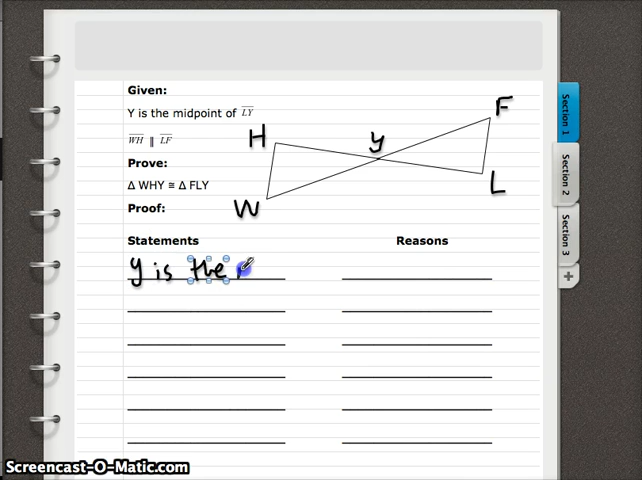 Given:
Y is the midpoint of LY
WH ∥ LF
Prove:
Δ WHY ≅ Δ FLY
Proof:
H
y
F
W
L
Statements Reasons
y is the
Section 1
Section 2
Section 3
Screencast-O-Matic.com